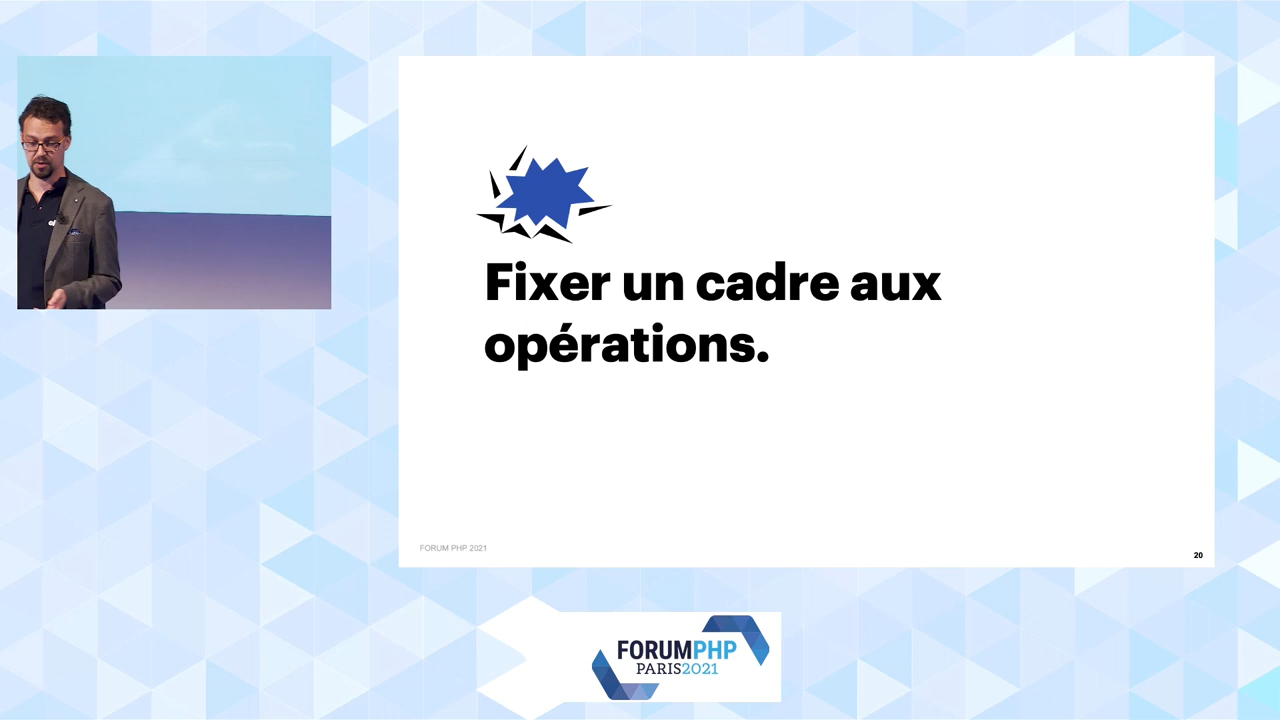 Fixer un cadre aux
opérations.
FORUM PHP 2021
20
FORUMPHP
PARIS2021